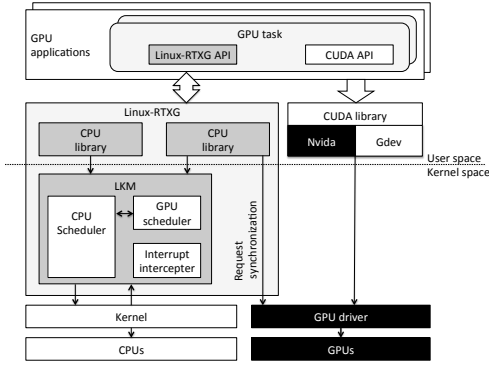 GPU
applications
GPU task
Linux-RTXG API
CUDA API
Linux-RTXG
CPU
library
CPU
library
CUDA library
Nvida
Gdev
User space
Kernel space
LKM
CPU
Scheduler
GPU
scheduler
Interrupt
intercepter
Request
synchronization
Kernel
GPU driver
CPUs
GPUs